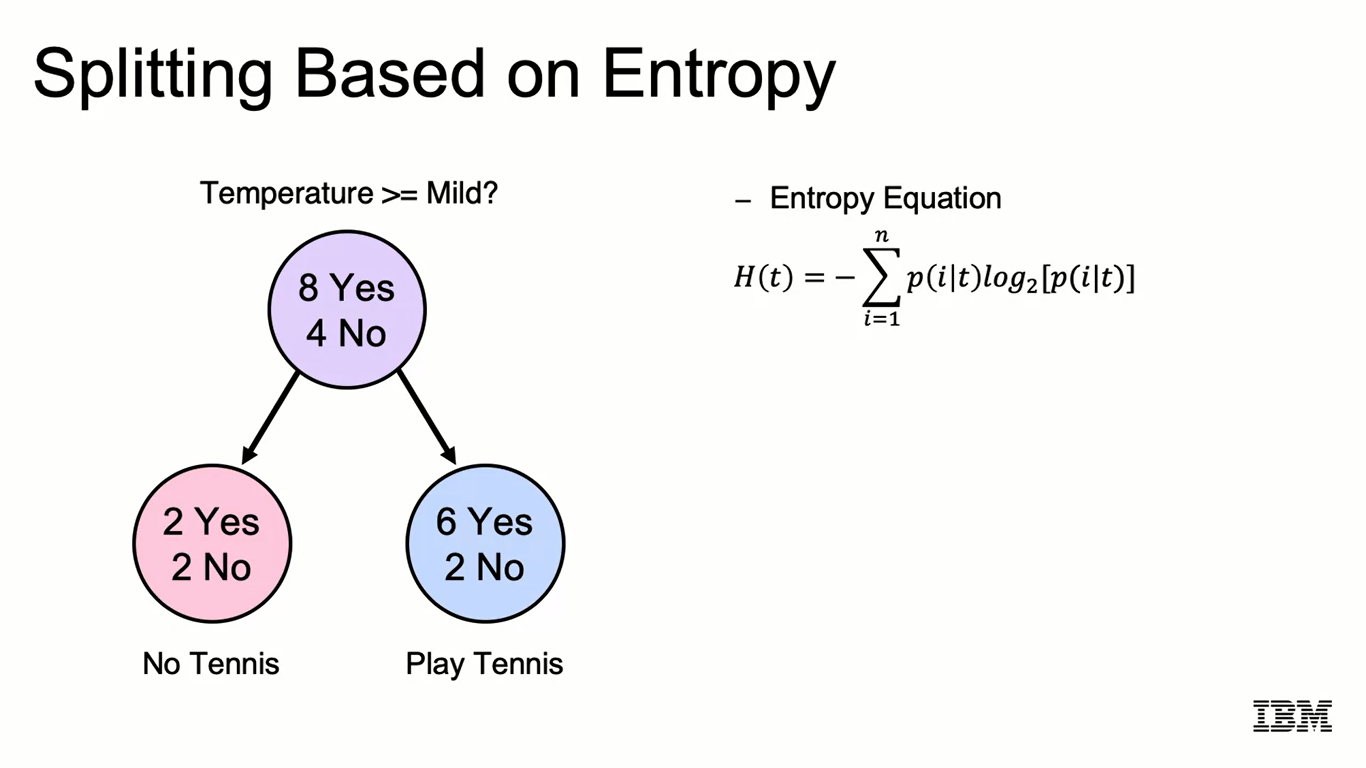 Splitting Based on Entropy
Temperature >= Mild?
8 Yes
4 No
2 Yes
2 No
No Tennis
6 Yes
2 No
Play Tennis
– Entropy Equation
H(t) = −∑_{i=1}^{n} p(i|t)log₂[p(i|t)]
IBM